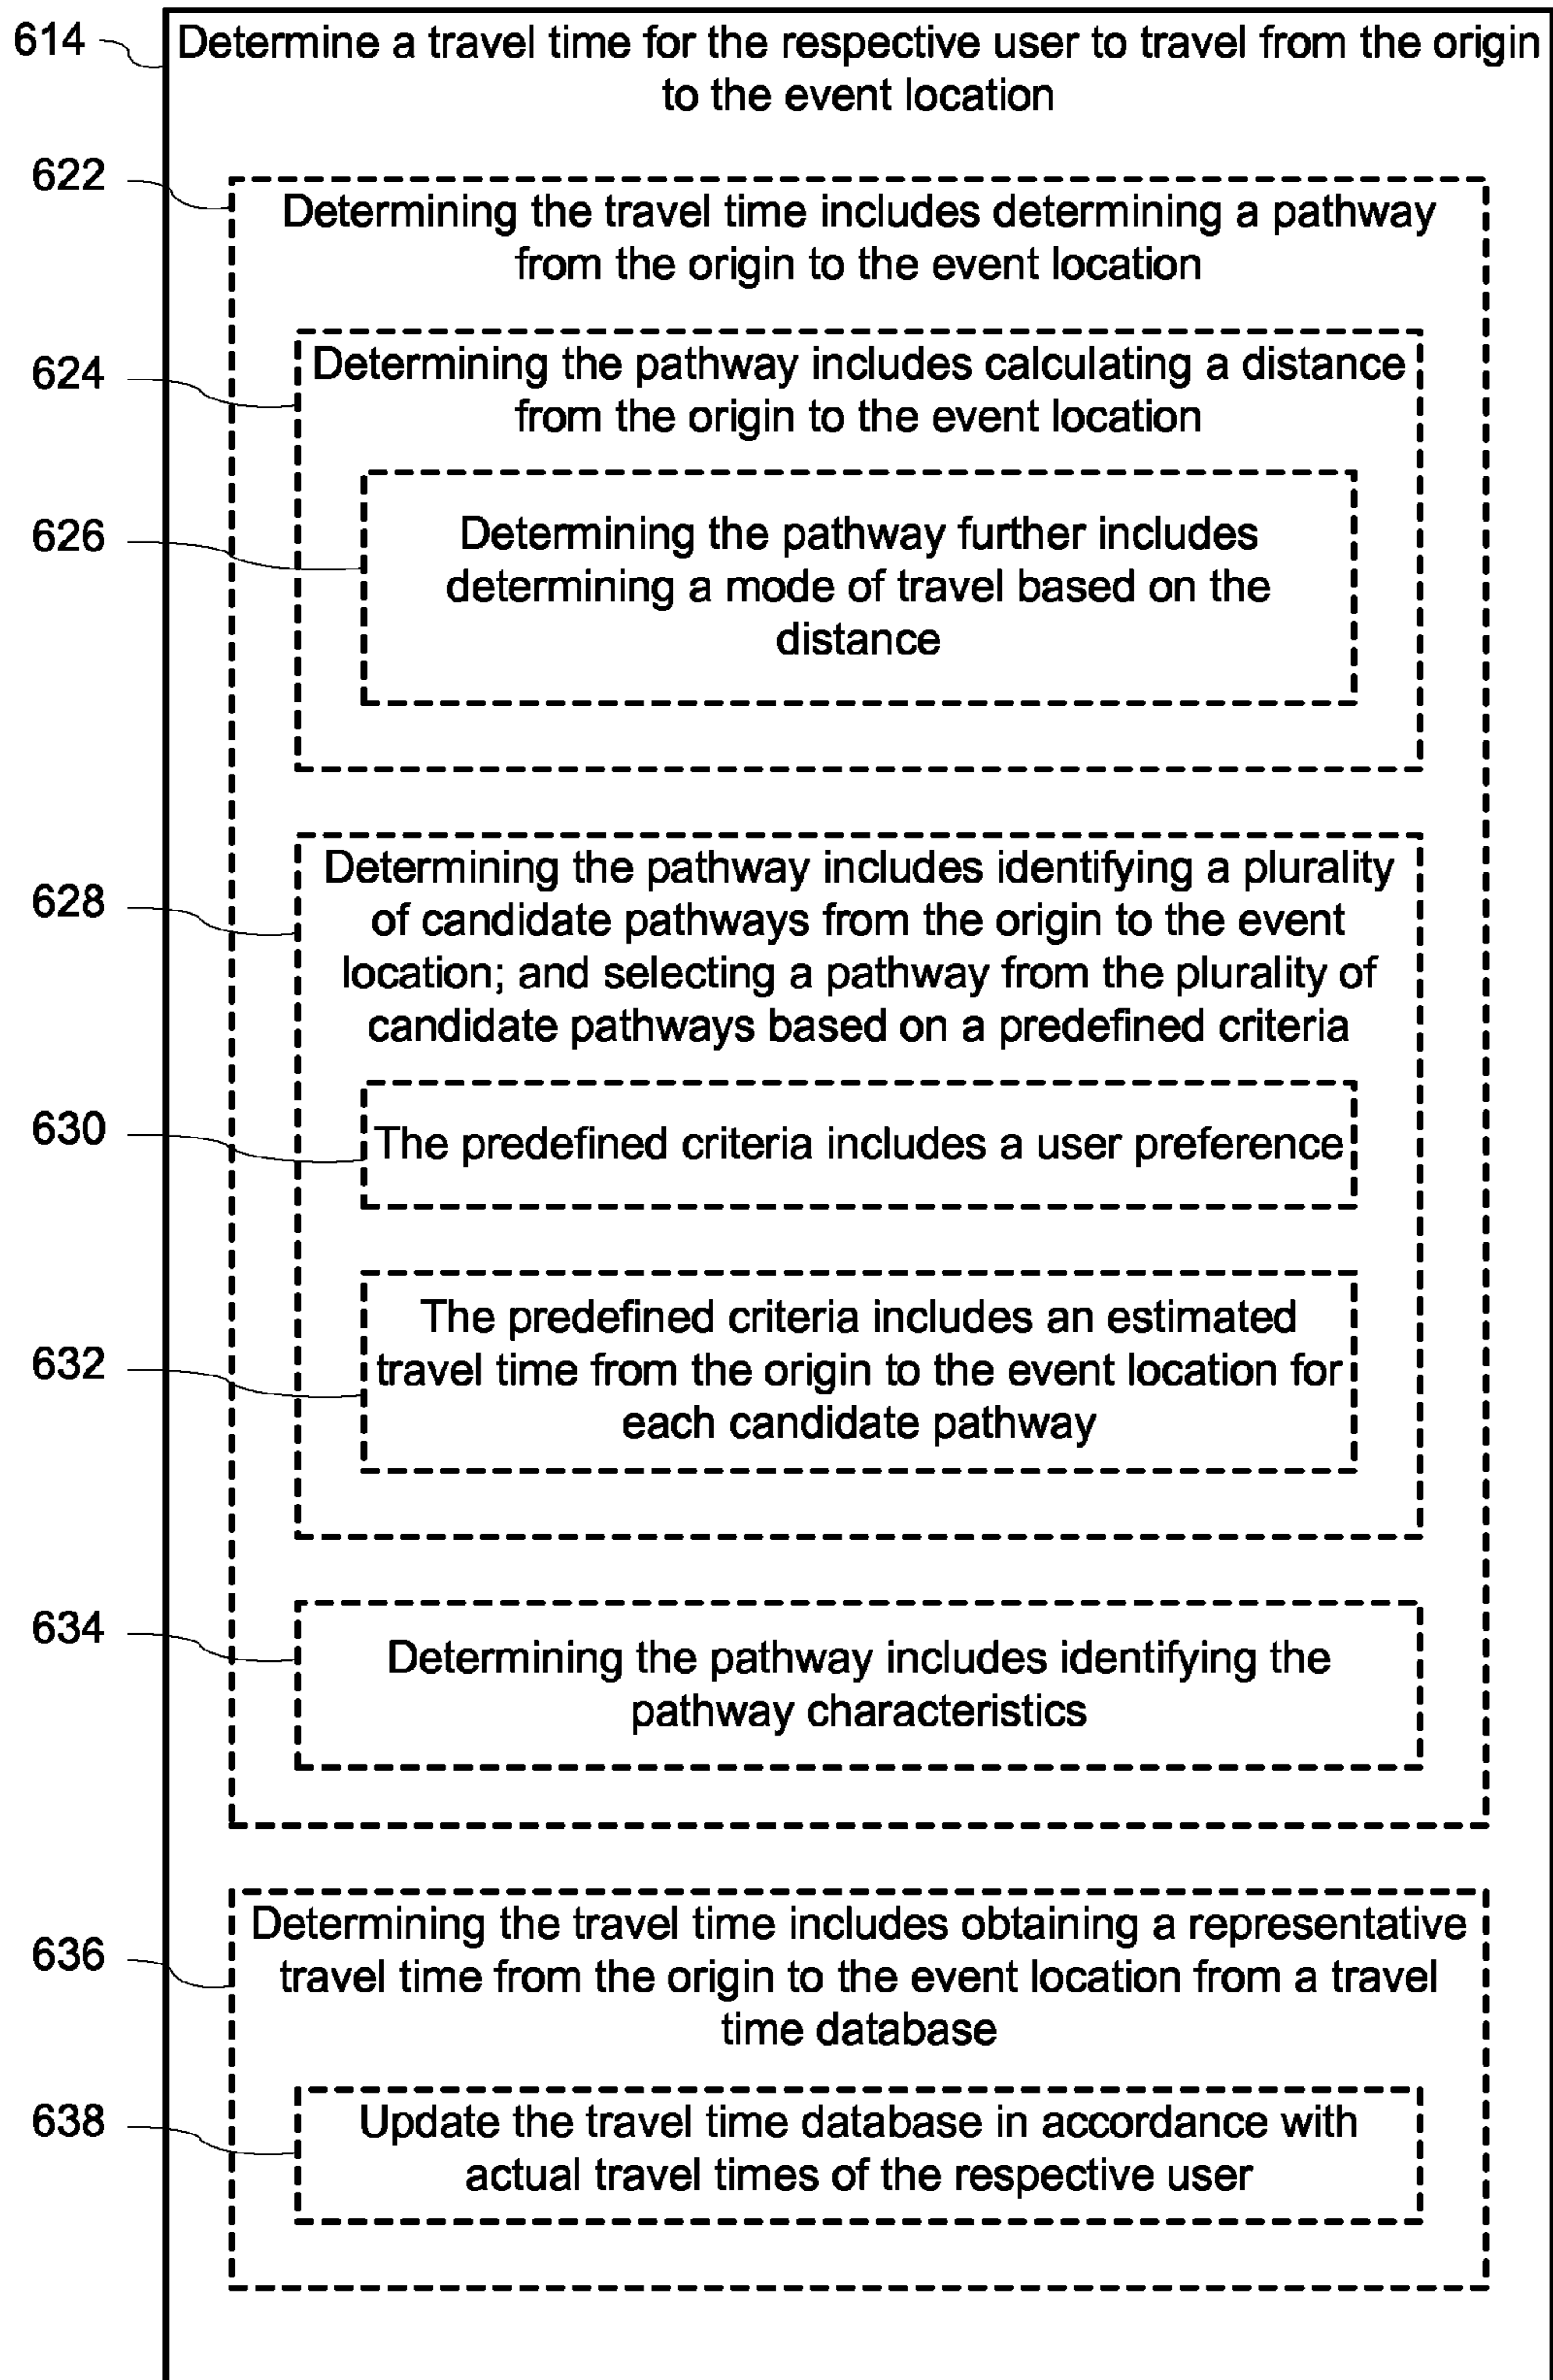 614
Determine a travel time for the respective user to travel from the origin
to the event location
622
Determining the travel time includes determining a pathway
from the origin to the event location
624
Determining the pathway includes calculating a distance
from the origin to the event location
626
Determining the pathway further includes
determining a mode of travel based on the
distance
628
Determining the pathway includes identifying a plurality
of candidate pathways from the origin to the event
location; and selecting a pathway from the plurality of
candidate pathways based on a predefined criteria
630
The predefined criteria includes a user preference
632
The predefined criteria includes an estimated
travel time from the origin to the event location for
each candidate pathway
634
Determining the pathway includes identifying the
pathway characteristics
636
Determining the travel time includes obtaining a representative
travel time from the origin to the event location from a travel
time database
638
Update the travel time database in accordance with
actual travel times of the respective user